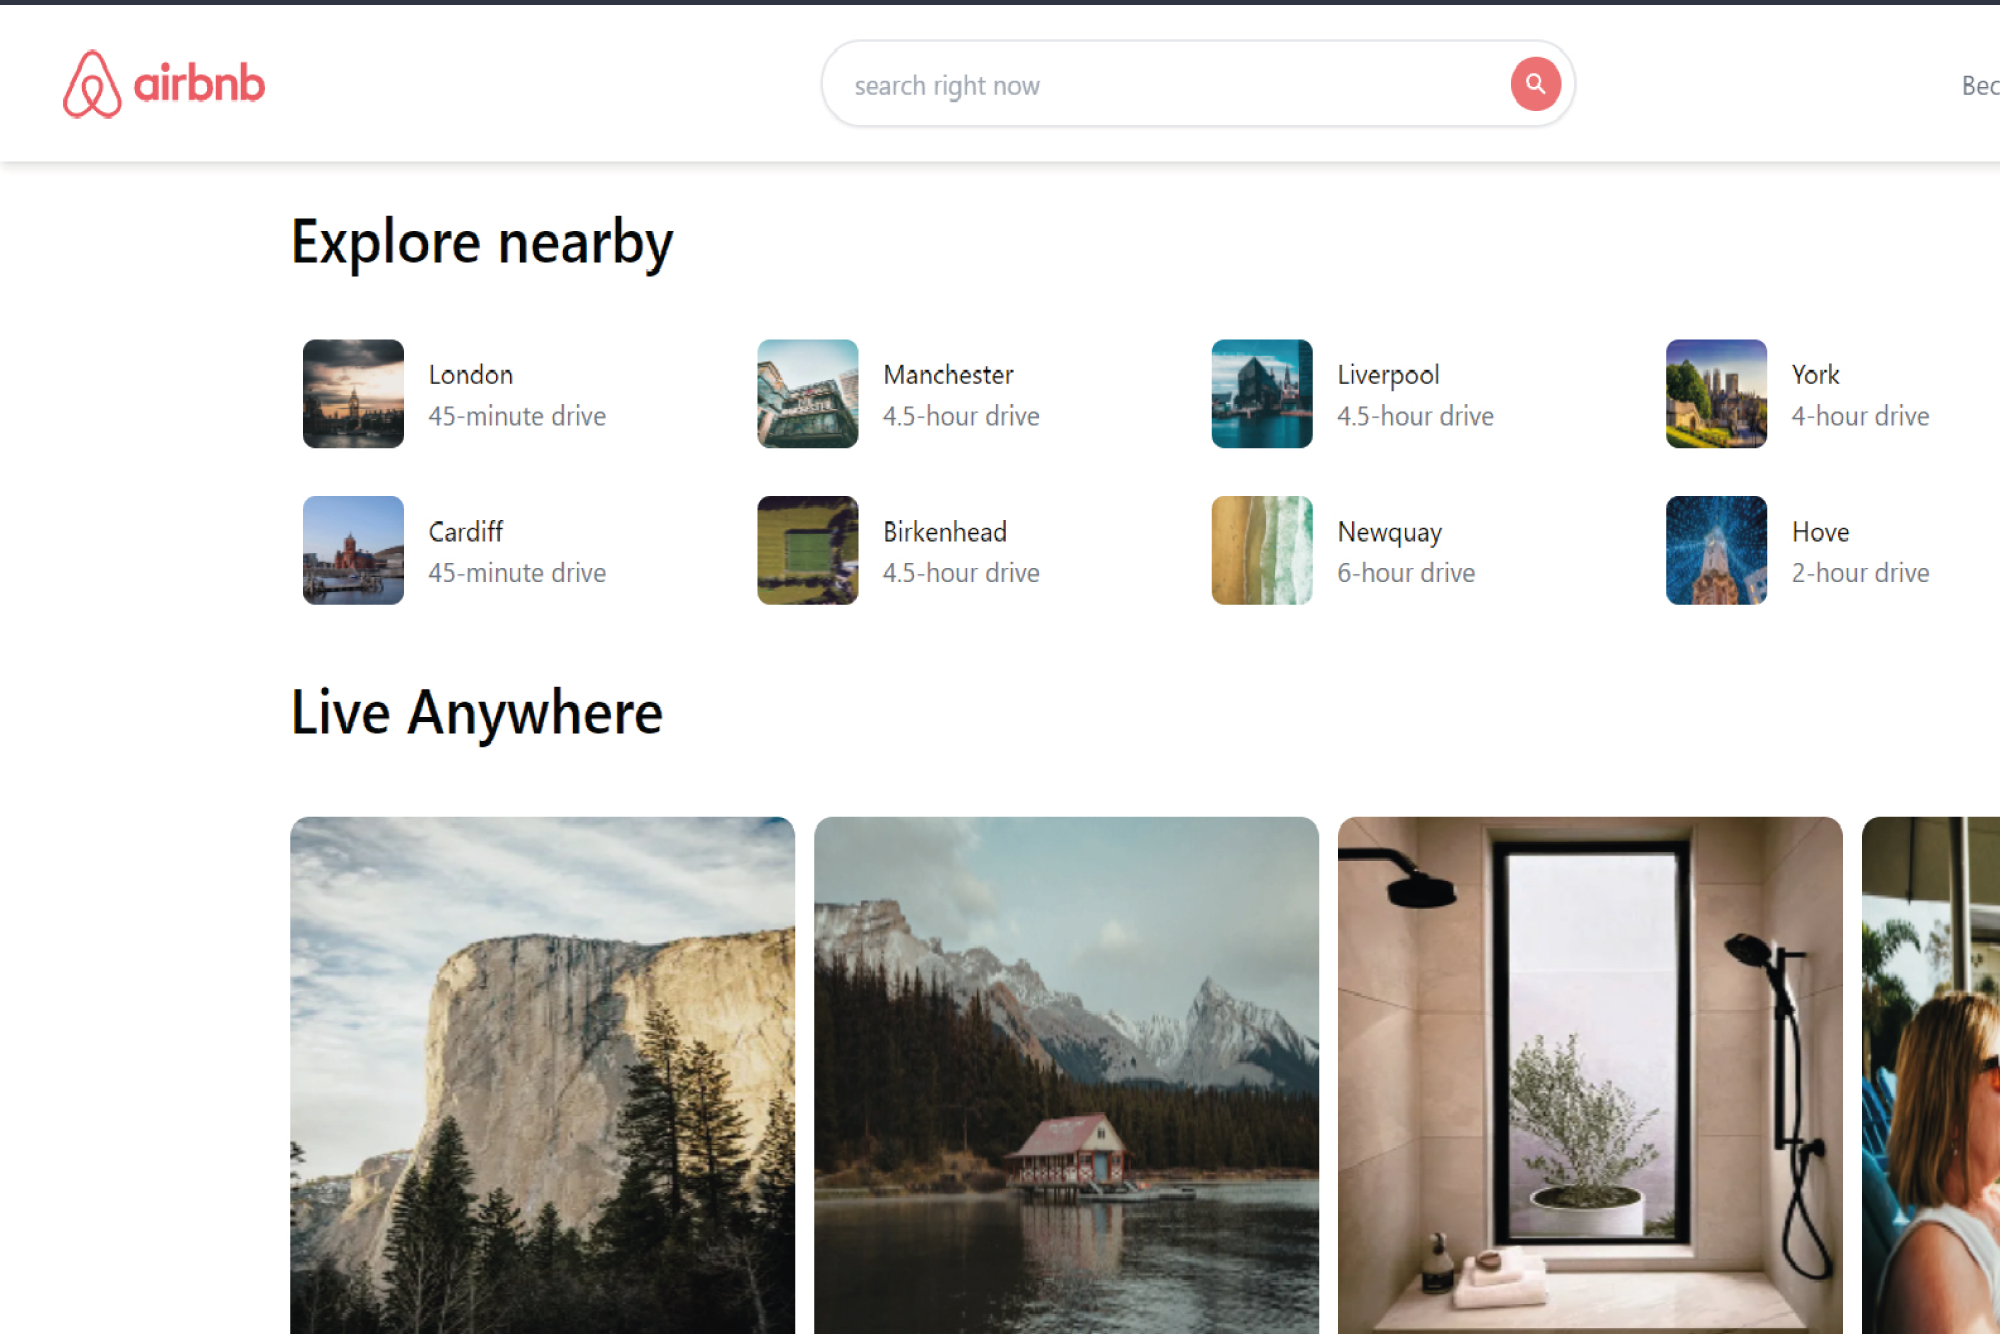 airbnb
search right now
Bec
Explore nearby
London
45-minute drive
Manchester
4.5-hour drive
Liverpool
4.5-hour drive
York
4-hour drive
Cardiff
45-minute drive
Birkenhead
4.5-hour drive
Newquay
6-hour drive
Hove
2-hour drive
Live Anywhere